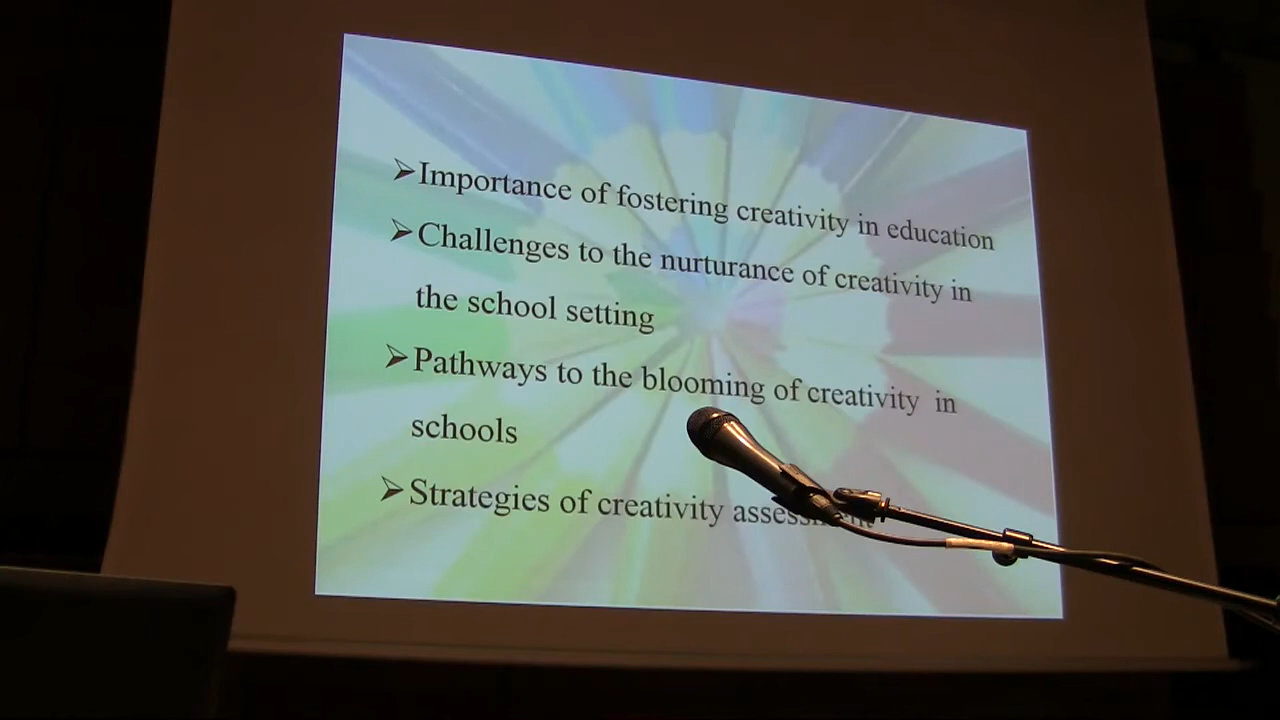 ➢Importance of fostering creativity in education
➢Challenges to the nurturance of creativity in
the school setting
➢Pathways to the blooming of creativity in
schools
➢Strategies of creativity assessment